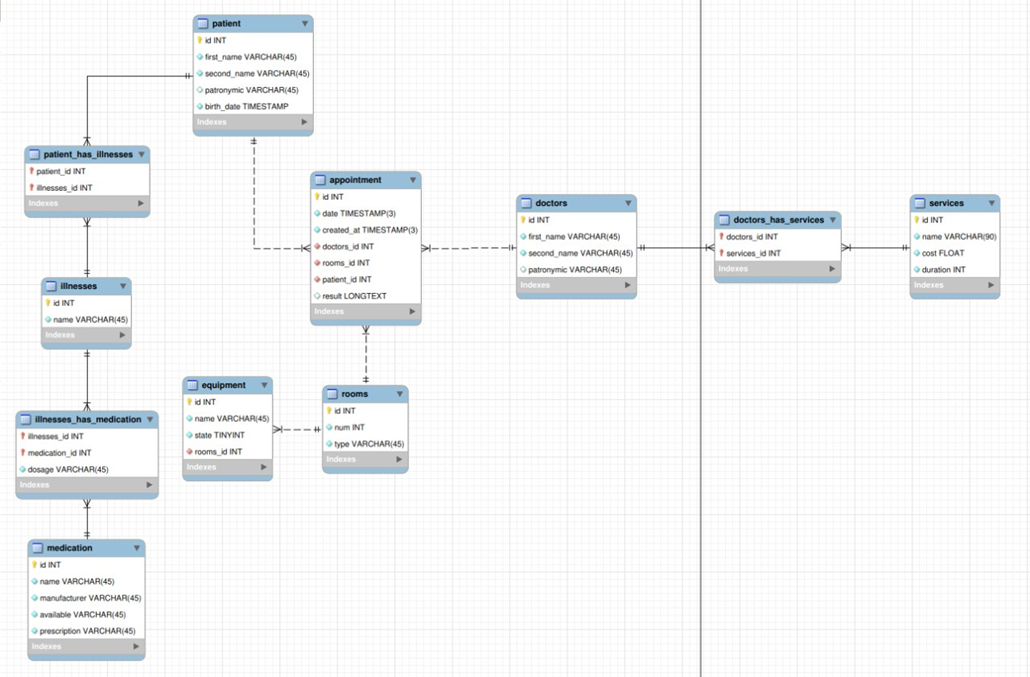 patient
id INT
first_name VARCHAR(45)
second_name VARCHAR(45)
patronymic VARCHAR(45)
birth_date TIMESTAMP
Indexes
patient_has_illnesses
patient_id INT
illnesses_id INT
Indexes
appointment
id INT
date TIMESTAMP(3)
created_at TIMESTAMP(3)
doctors_id INT
rooms_id INT
patient_id INT
result LONGTEXT
Indexes
doctors
id INT
first_name VARCHAR(45)
second_name VARCHAR(45)
patronymic VARCHAR(45)
Indexes
doctors_has_services
doctors_id INT
services_id INT
Indexes
services
id INT
name VARCHAR(90)
cost FLOAT
duration INT
Indexes
illnesses
id INT
name VARCHAR(45)
Indexes
equipment
id INT
name VARCHAR(45)
state TINYINT
rooms_id INT
Indexes
rooms
id INT
num INT
type VARCHAR(45)
Indexes
illnesses_has_medication
illnesses_id INT
medication_id INT
dosage VARCHAR(45)
Indexes
medication
id INT
name VARCHAR(45)
manufacturer VARCHAR(45)
available VARCHAR(45)
prescription VARCHAR(45)
Indexes